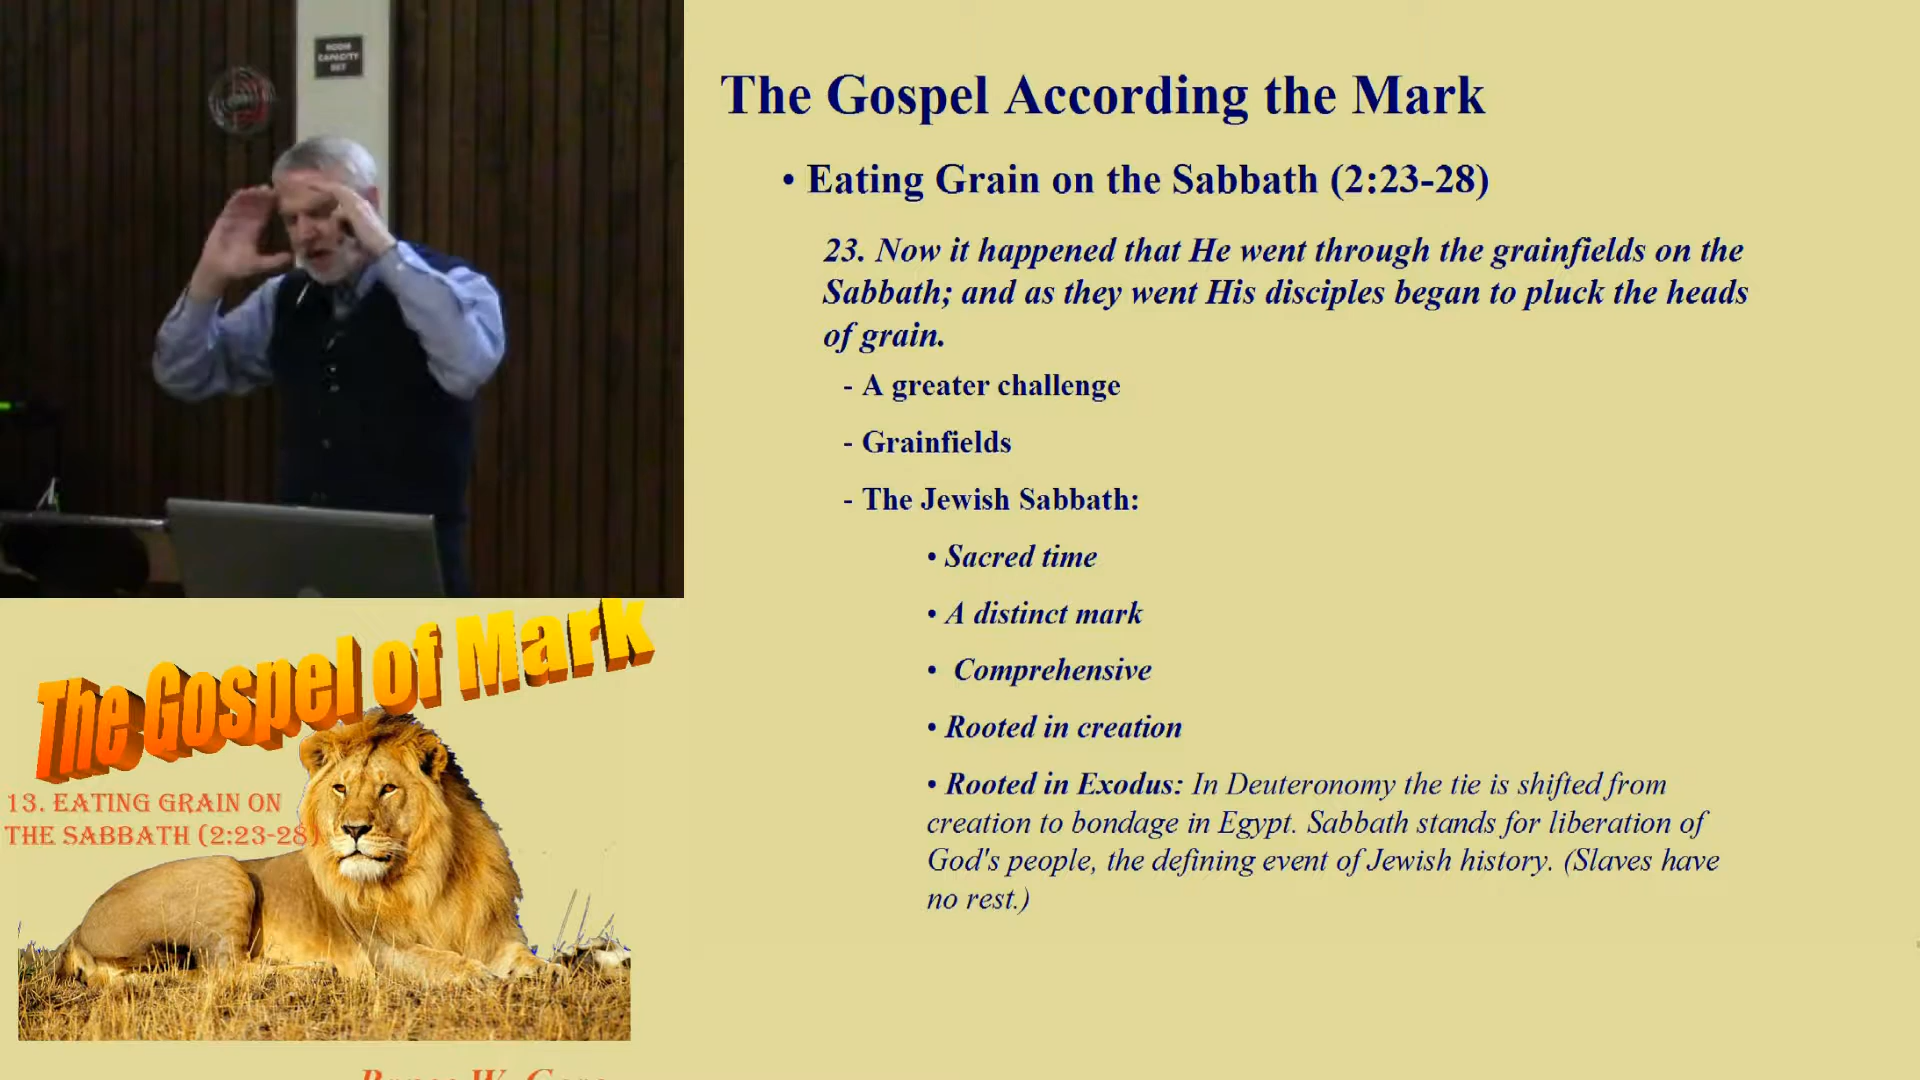 ROOM
CAPACITY
The Gospel According the Mark
• Eating Grain on the Sabbath (2:23-28)
23. Now it happened that He went through the grainfields on the
Sabbath; and as they went His disciples began to pluck the heads
of grain.
- A greater challenge
- Grainfields
- The Jewish Sabbath:
• Sacred time
• A distinct mark
• Comprehensive
• Rooted in creation
• Rooted in Exodus: In Deuteronomy the tie is shifted from
creation to bondage in Egypt. Sabbath stands for liberation of
God's people, the defining event of Jewish history. (Slaves have
no rest.)
The Gospel of Mark
13. EATING GRAIN ON
THE SABBATH (2:23-28)